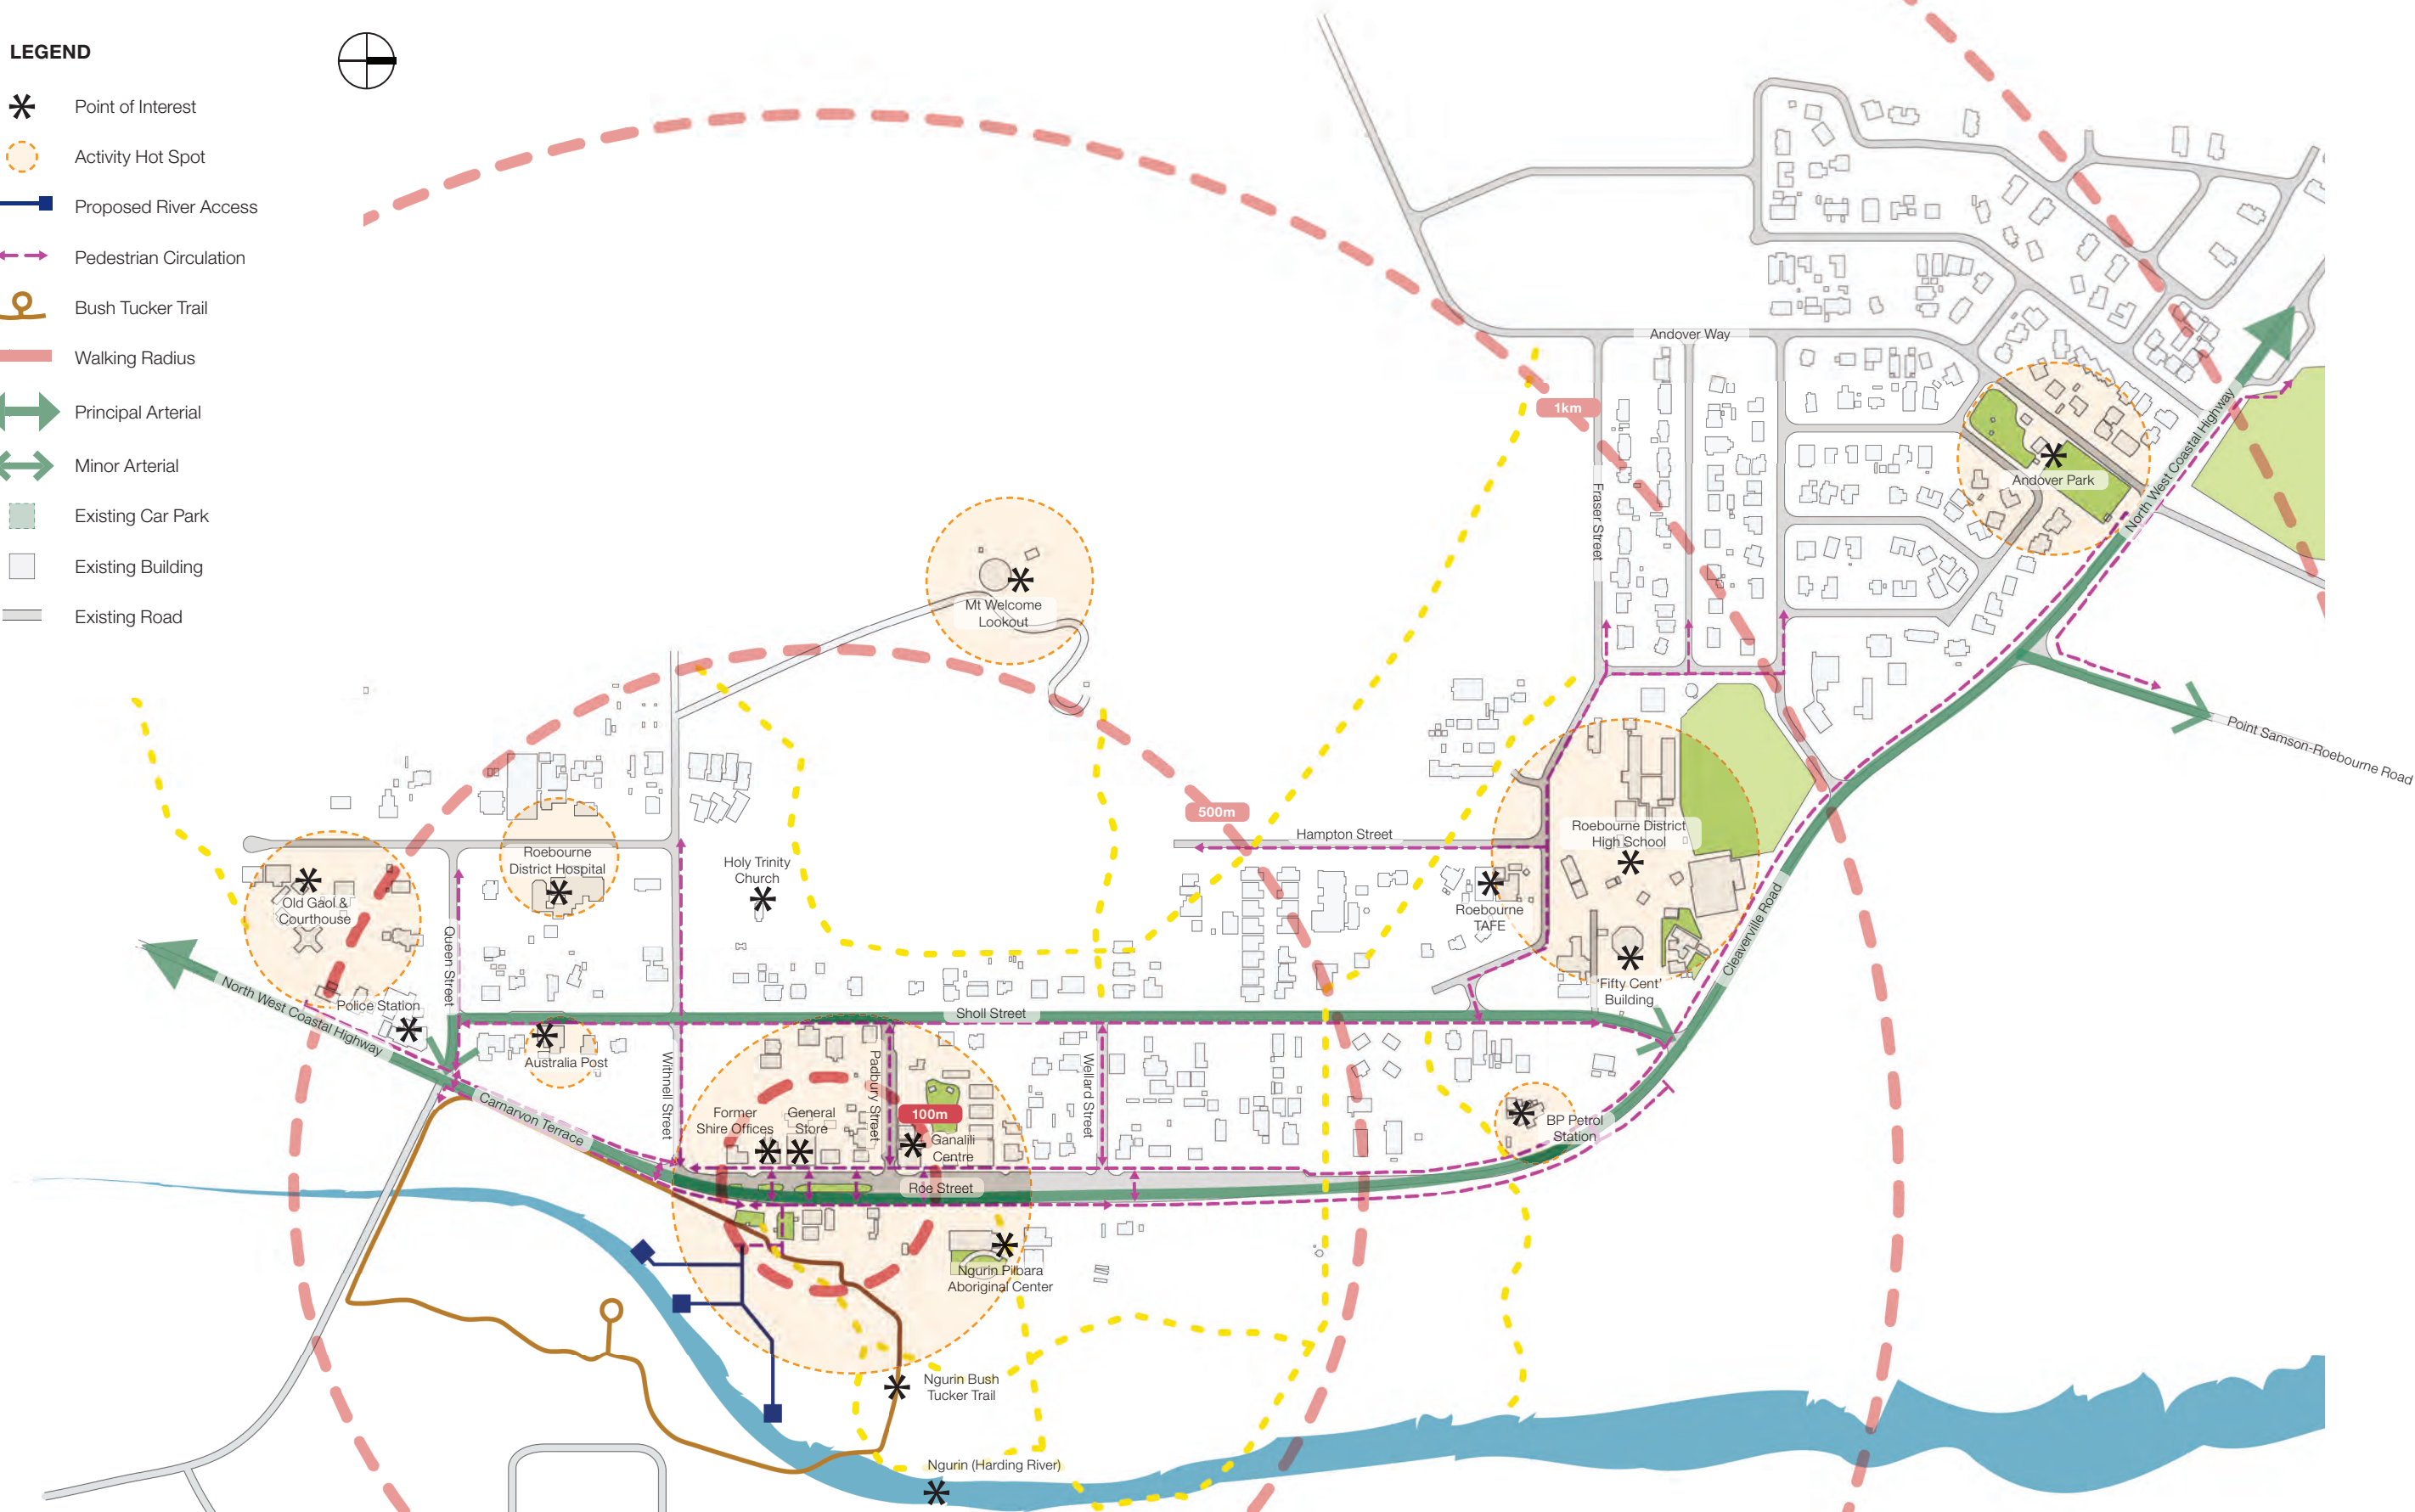 LEGEND
Point of Interest
Activity Hot Spot
Proposed River Access
Pedestrian Circulation
Bush Tucker Trail
Walking Radius
Principal Arterial
Minor Arterial
Existing Car Park
Existing Building
Existing Road
Andover Way
1km
Fraser Street
Andover Park
North West Coastal Highway
Mt Welcome
Lookout
Point Samson-Roebourne Road
500m
Hampton Street
Roebourne District
High School
Roebourne
District Hospital
Holy Trinity
Church
Old Gaol &
Courthouse
Roebourne
TAFE
Queen Street
Cleaverville Road
'Fifty Cent'
Building
North West Coastal Highway
Police Station
Sholl Street
Australia Post
Withnell Street
Padbury Street
Wellard Street
Carnarvon Terrace
Former
Shire Offices
General
Store
100m
Ganalili
Centre
BP Petrol
Station
Roe Street
Ngurin Pilbara
Aboriginal Center
Ngurin Bush
Tucker Trail
Ngurin (Harding River)